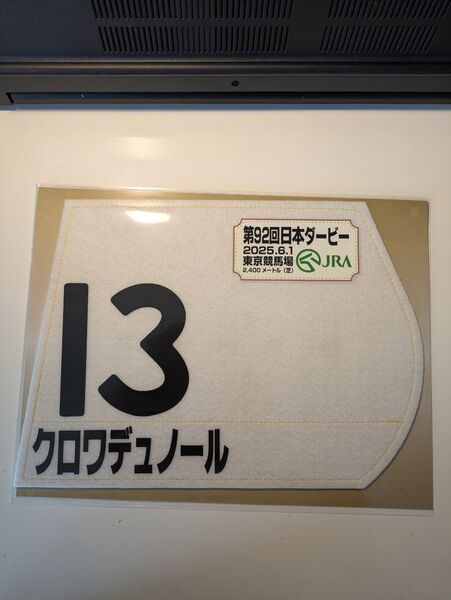 第92回日本ダービー
2025.6.1
東京競馬場
2,400メートル(芝)
JRA
13
クロワデュノール